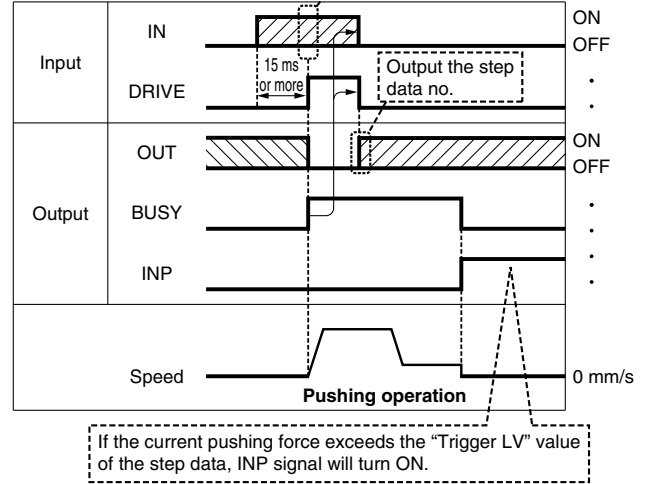 IN
ON
OFF
Input
15 ms
or more
Output the step
data no.
DRIVE
OUT
ON
OFF
Output
BUSY
INP
Speed
0 mm/s
Pushing operation
If the current pushing force exceeds the “Trigger LV” value
of the step data, INP signal will turn ON.